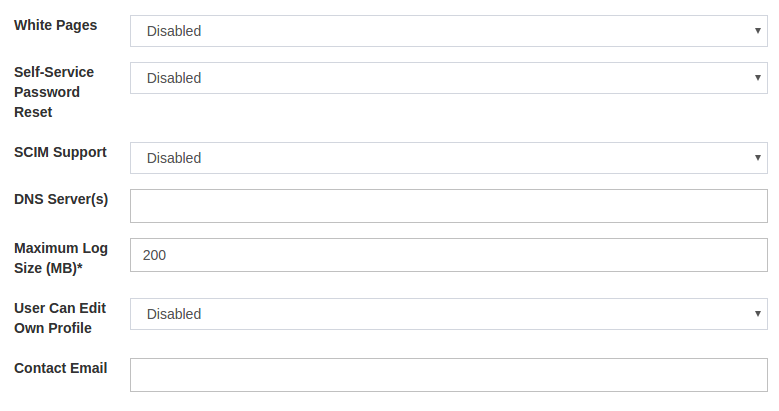 White Pages
Disabled
Self-Service
Password
Reset
Disabled
SCIM Support
Disabled
DNS Server(s)
Maximum Log
Size (MB)*
200
User Can Edit
Own Profile
Disabled
Contact Email